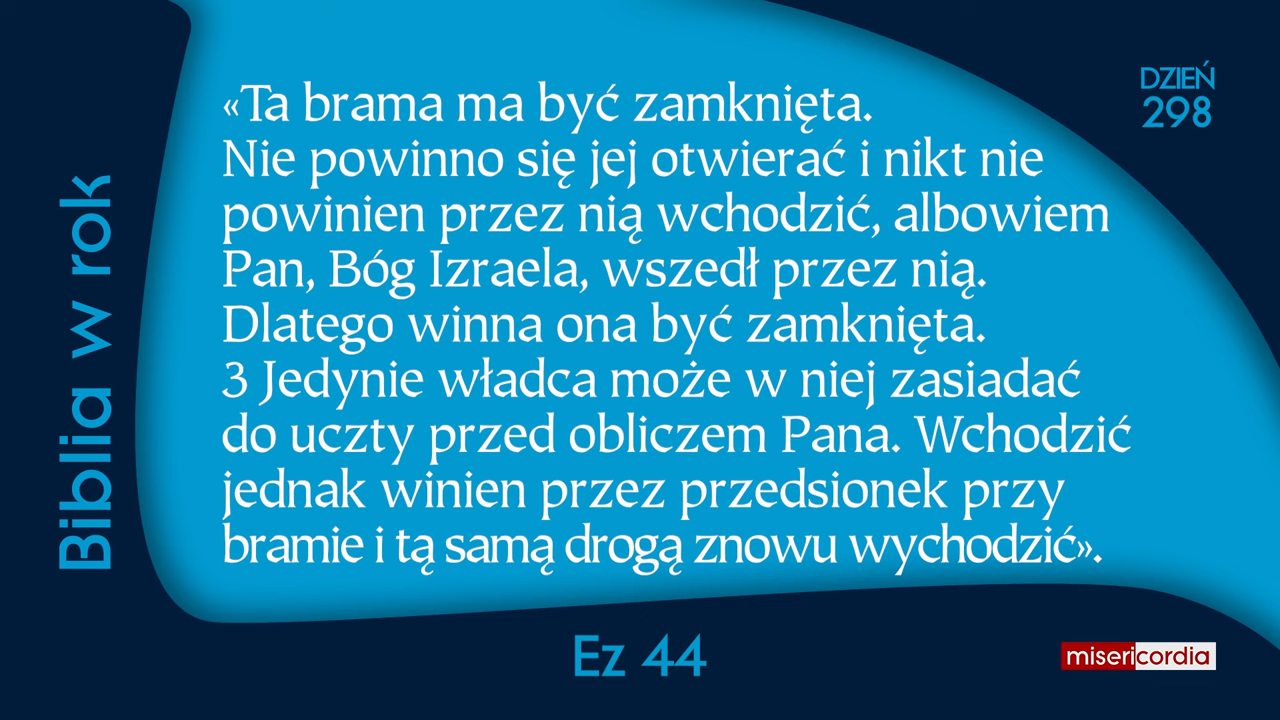 DZIEŃ
298
«Ta brama ma być zamknięta.
Nie powinno się jej otwierać i nikt nie
powinien przez nią wchodzić, albowiem
Pan, Bóg Izraela, wszedł przez nią.
Dlatego winna ona być zamknięta.
3 Jedynie władca może w niej zasiadać
do uczty przed obliczem Pana. Wchodzić
jednak winien przez przedsionek przy
bramie i tą samą drogą znowu wychodzić».
Biblia w rok
Ez 44
misericordia